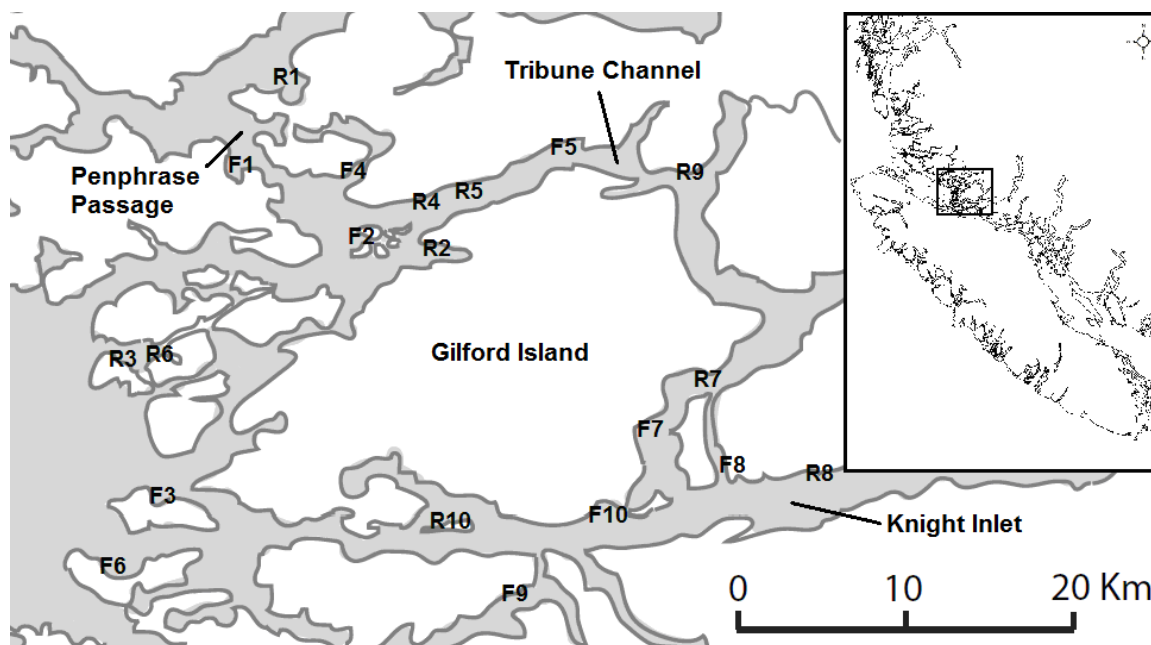 R1
Tribune Channel
F5
F1
F4
R9
Penphrase
Passage
R4
R5
F2
R2
R3
R6
Gilford Island
R7
F7
F8
R8
F3
R10
F10
Knight Inlet
F6
F9
0
10
20 Km